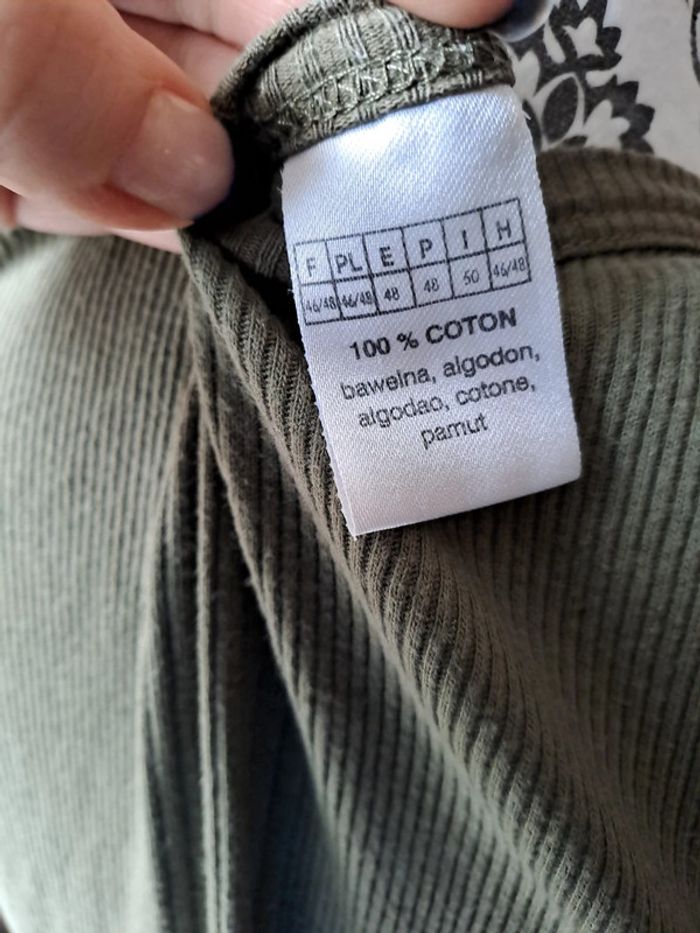 F PL E P I H
46/48 46/48 48 48 50 46/48
100 % COTON
bawelna, algodon,
algodao, cotone,
pamut